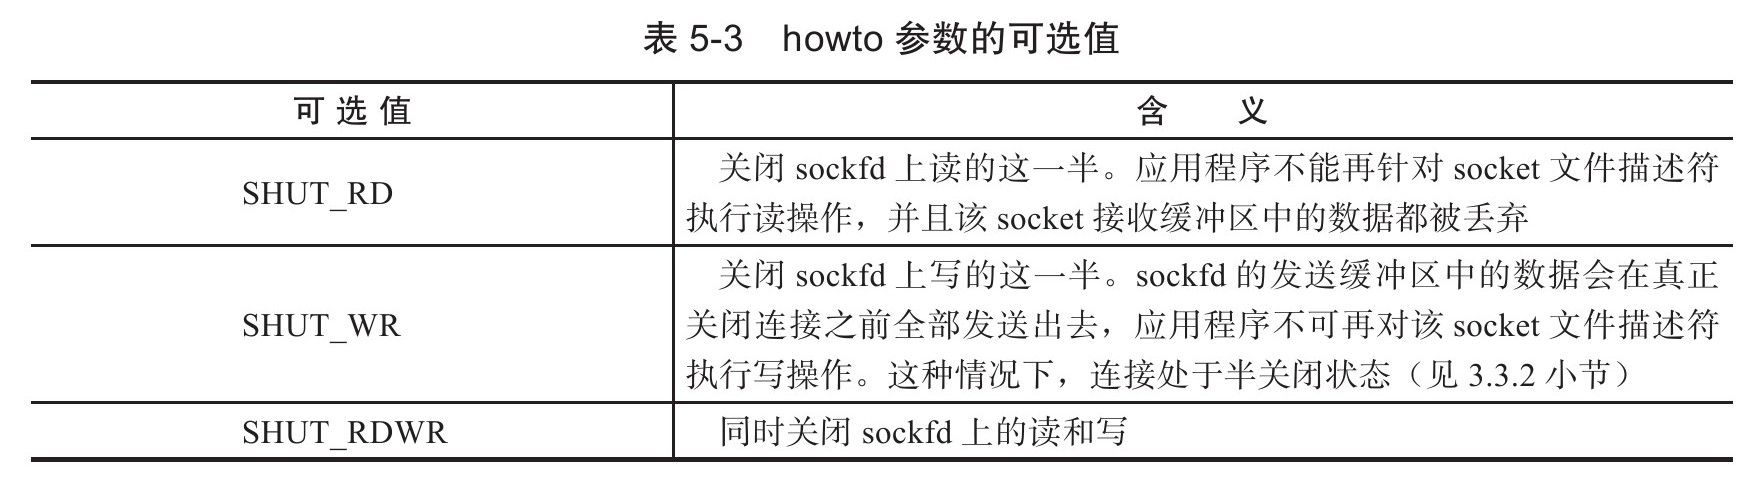 表 5-3 howto 参数的可选值
可 选 值
含 义
SHUT_RD
关闭 sockfd 上读的这一半。应用程序不能再针对 socket 文件描述符
执行读操作，并且该 socket 接收缓冲区中的数据都被丢弃
SHUT_WR
关闭 sockfd 上写的这一半。sockfd 的发送缓冲区中的数据会在真正
关闭连接之前全部发送出去，应用程序不可再对该 socket 文件描述符
执行写操作。这种情况下，连接处于半关闭状态（见 3.3.2 小节）
SHUT_RDWR
同时关闭 sockfd 上的读和写